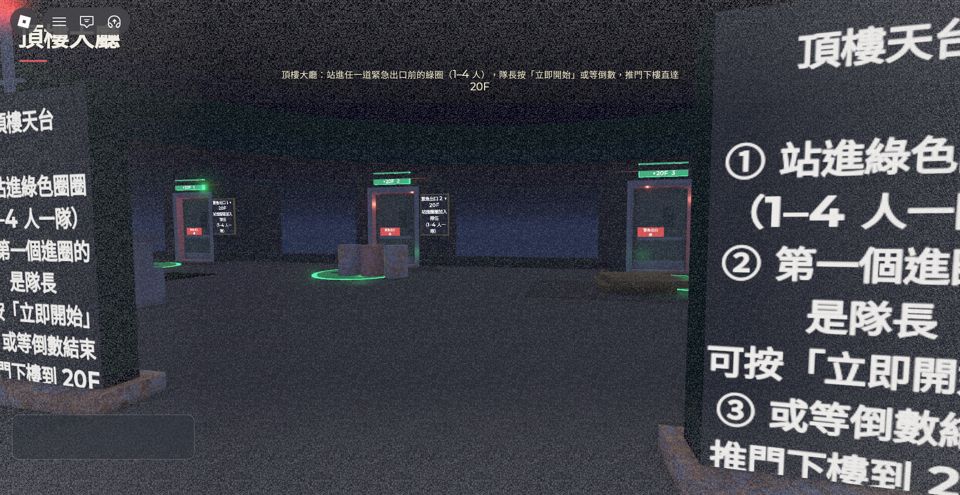 頂樓大廳
頂樓大廳：站進任一道緊急出口前的綠圈（1–4 人），隊長按「立即開始」或等倒數，推門下樓直達
20F
頂樓天台
站進綠色圈圈
–4 人一隊）
第一個進圈的
是隊長
按「立即開始」
或等倒數結束
門下樓到 20F
20F 2
20F 3
頂樓天台
① 站進綠色
（1–4 人一
② 第一個進
是隊長
可按「立即開
③ 或等倒數
推門下樓到 2